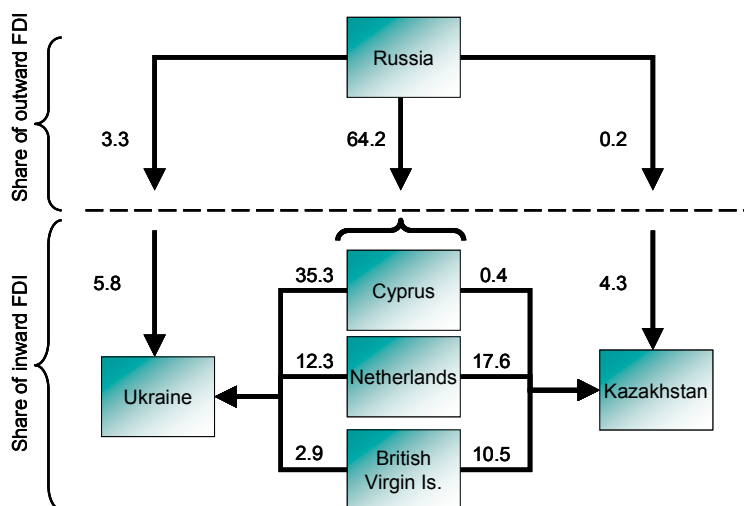 Share of outward FDI
Russia
3.3
64.2
0.2
Share of inward FDI
5.8
35.3
Cyprus
0.4
4.3
Ukraine
12.3
Netherlands
17.6
Kazakhstan
2.9
British
Virgin Is.
10.5